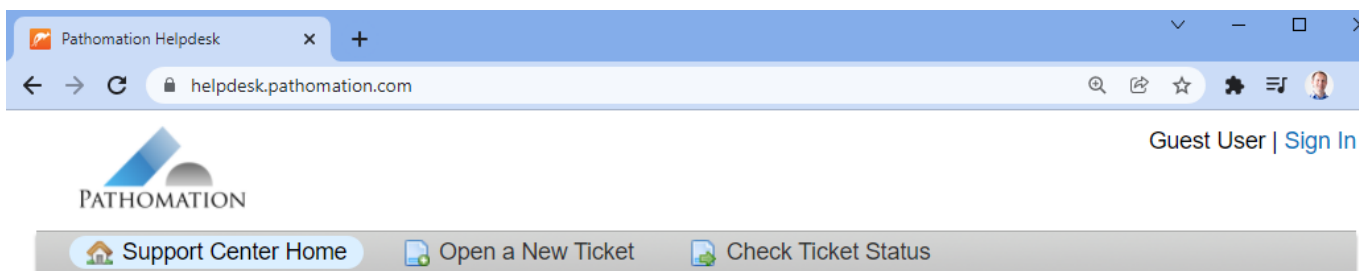 Pathomation Helpdesk
helpdesk.pathomation.com
Guest User | Sign In
PATHOMATION
Support Center Home Open a New Ticket Check Ticket Status